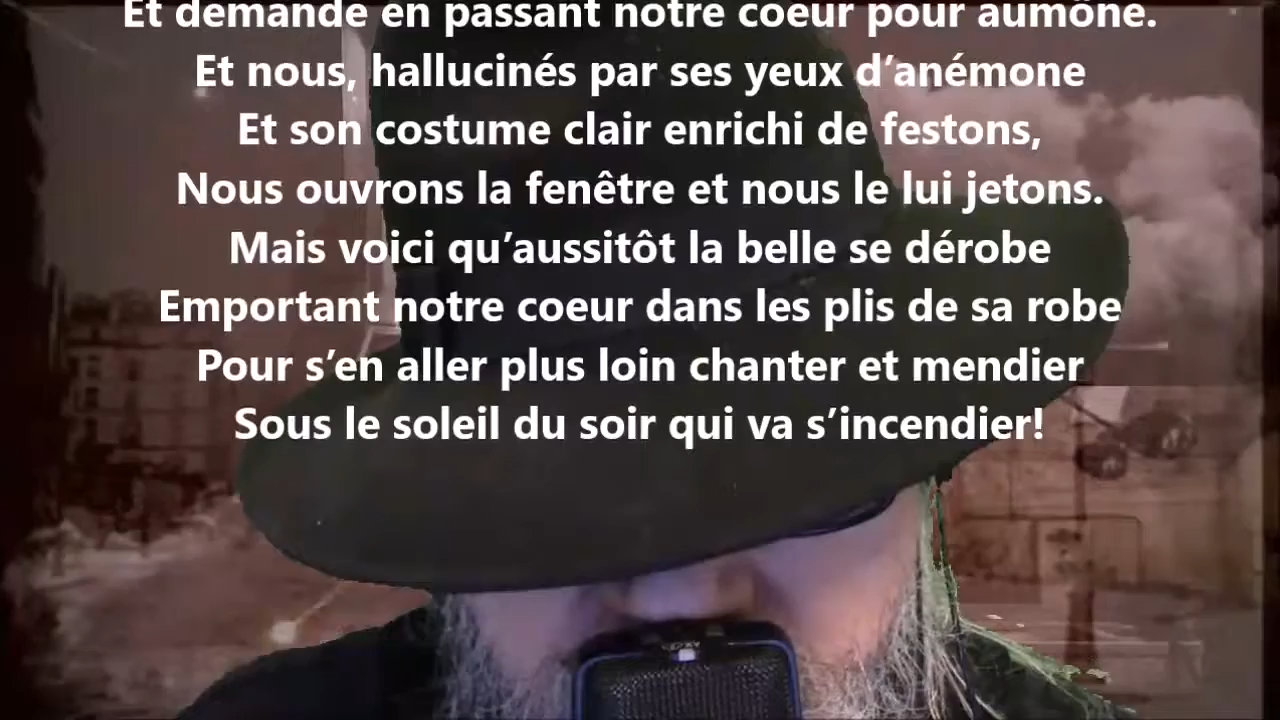 Et demande en passant notre coeur pour aumône.
Et nous, hallucinés par ses yeux d’anémone
Et son costume clair enrichi de festons,
Nous ouvrons la fenêtre et nous le lui jetons.
Mais voici qu’aussitôt la belle se dérobe
Emportant notre coeur dans les plis de sa robe
Pour s’en aller plus loin chanter et mendier
Sous le soleil du soir qui va s’incendier!